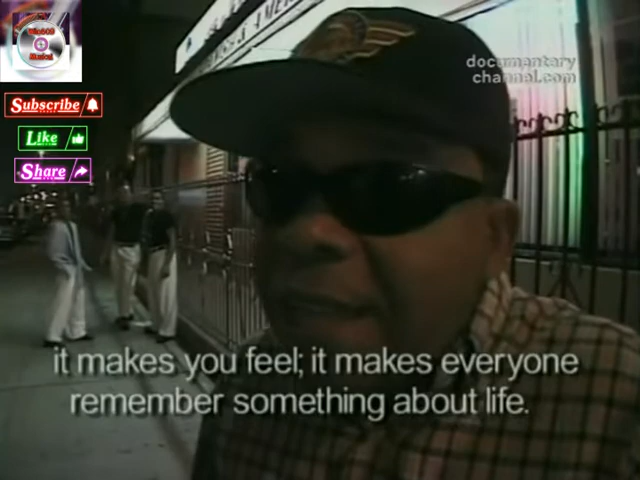 Subscribe
Like
Share
documentary
channel.com
it makes you feel; it makes everyone
remember something about life.